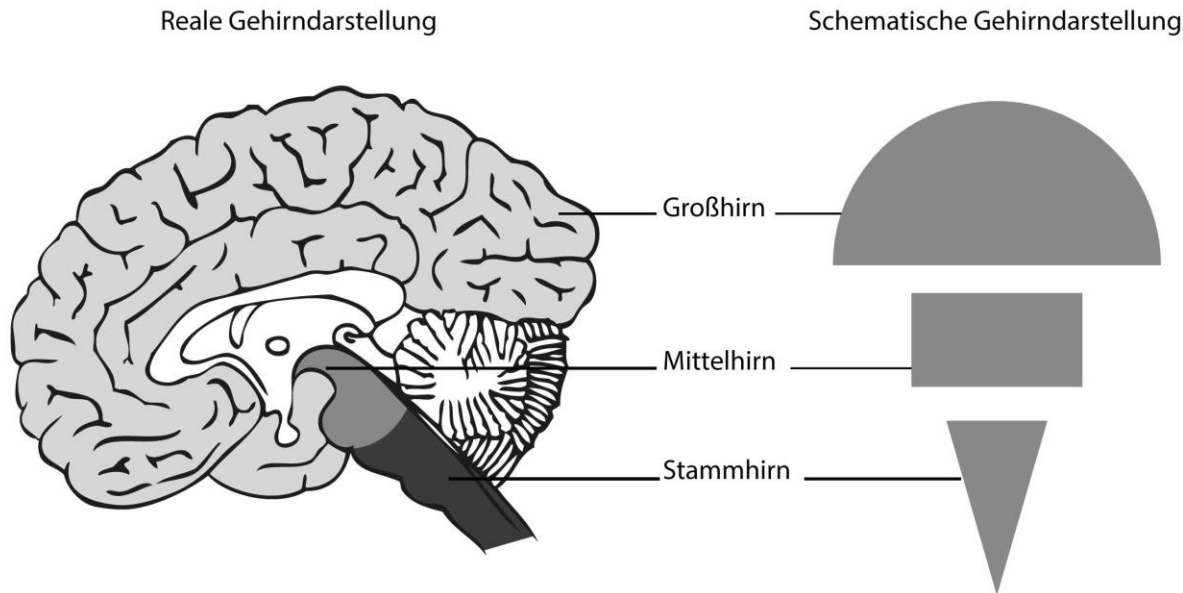 Reale Gehirndarstellung
Schematische Gehirndarstellung
Großhirn
Mittelhirn
Stammhirn